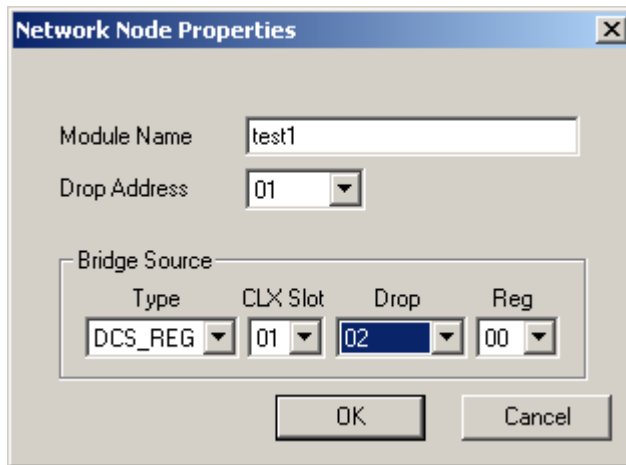 Network Node Properties
Module Name test1
Drop Address 01
Bridge Source
Type CLX Slot Drop Reg
DCS_REG 01 02 00
OK Cancel